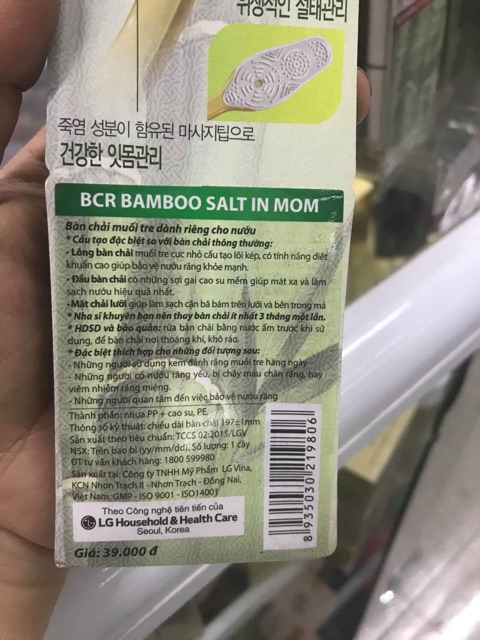 위생적인 설태관리
죽염 성분이 함유된 마사지팁으로
건강한 잇몸관리
BCR BAMBOO SALT IN MOM
Bàn chải muối tre dành riêng cho nướu
* Cấu tạo đặc biệt so với bàn chải thông thường:
- Lông bàn chải muối tre cực nhỏ cấu tạo lõi kép, có tính năng diệt
khuẩn cao giúp bảo vệ nướu răng khỏe mạnh.
- Đầu bàn chải có những sợi gai cao su mềm giúp mát xa và làm
sạch nướu hiệu quả nhất.
- Mặt chải lưỡi giúp làm sạch cặn bã bám trên lưỡi và bên trong má
* Nha sĩ khuyên bạn nên thay bàn chải ít nhất 3 tháng một lần.
* HDSD và bảo quản: rửa bàn chải bằng nước ấm trước khi sử
dụng, để bàn chải nơi thoáng khí, khô ráo.
* Đặc biệt thích hợp cho những đối tượng sau:
- Những người sử dụng kem đánh răng muối tre hàng ngày
- Những người có nướu răng yếu, bị chảy máu chân răng, hay
viêm nhiễm răng miệng.
- Những người quan tâm đến việc bảo vệ nướu răng
Thành phần: nhựa PP + cao su, PE.
Thông số kỹ thuật: chiều dài bàn chải 197±1mm
Sản xuất theo tiêu chuẩn: TCCS 02:2015/LGV
NSX: Trên bao bì (yy/mm/dd). Số lượng: 1 cây
ĐT tư vấn khách hàng: 1800 599980
Sản xuất tại: Công ty TNHH Mỹ Phẩm LG Vina,
KCN Nhơn Trạch II - Nhơn Trạch - Đồng Nai,
Việt Nam. GMP - ISO 9001 - ISO14001
Theo Công nghệ tiên tiến của
LG Household & Health Care
Seoul, Korea
Giá: 39.000 đ
8 935030 219806